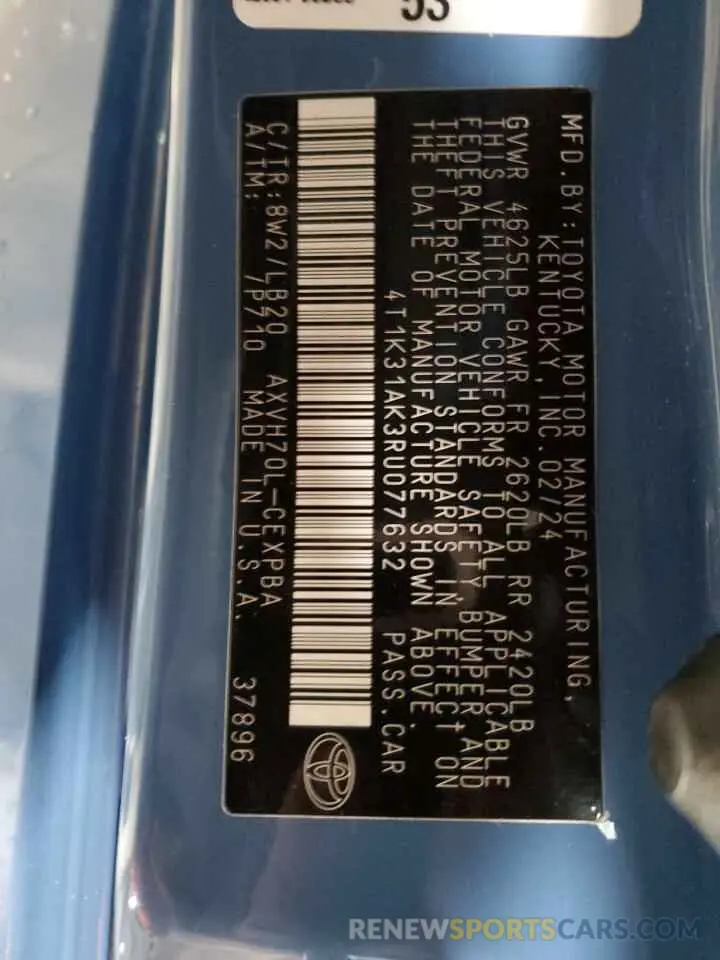 53
MFD. BY: TOYOTA MOTOR MANUFACTURING,
KENTUCKY, INC. 02/24
GVWR 4625LB GAWR FR 2620LB RR 2420LB
THIS VEHICLE CONFORMS TO ALL APPLICABLE
FEDERAL MOTOR VEHICLE SAFETY, BUMPER, AND
THEFT PREVENTION STANDARDS IN EFFECT ON
THE DATE OF MANUFACTURE SHOWN ABOVE.
4T1K31AK3RU077632 PASS.CAR
C/TR: 8W2/LB20 AXVH70L-CEXPBA
A/TM: /P710 MADE IN U.S.A. 37896
RENEWSPORTSCARS.COM